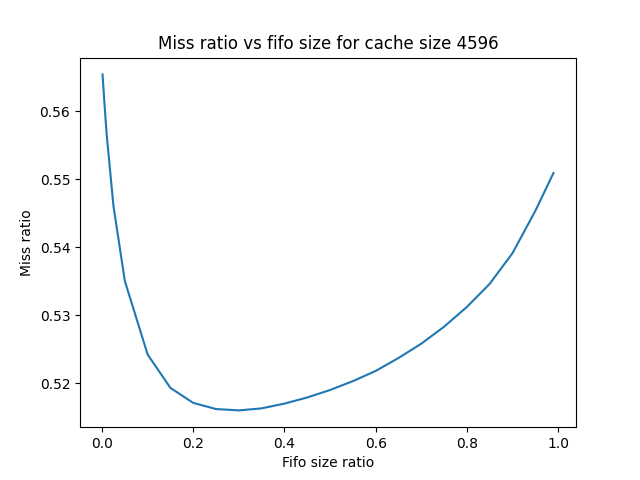 Miss ratio vs fifo size for cache size 4596
0.56
0.55
0.54
0.53
0.52
Miss ratio
0.0 0.2 0.4 0.6 0.8 1.0
Fifo size ratio